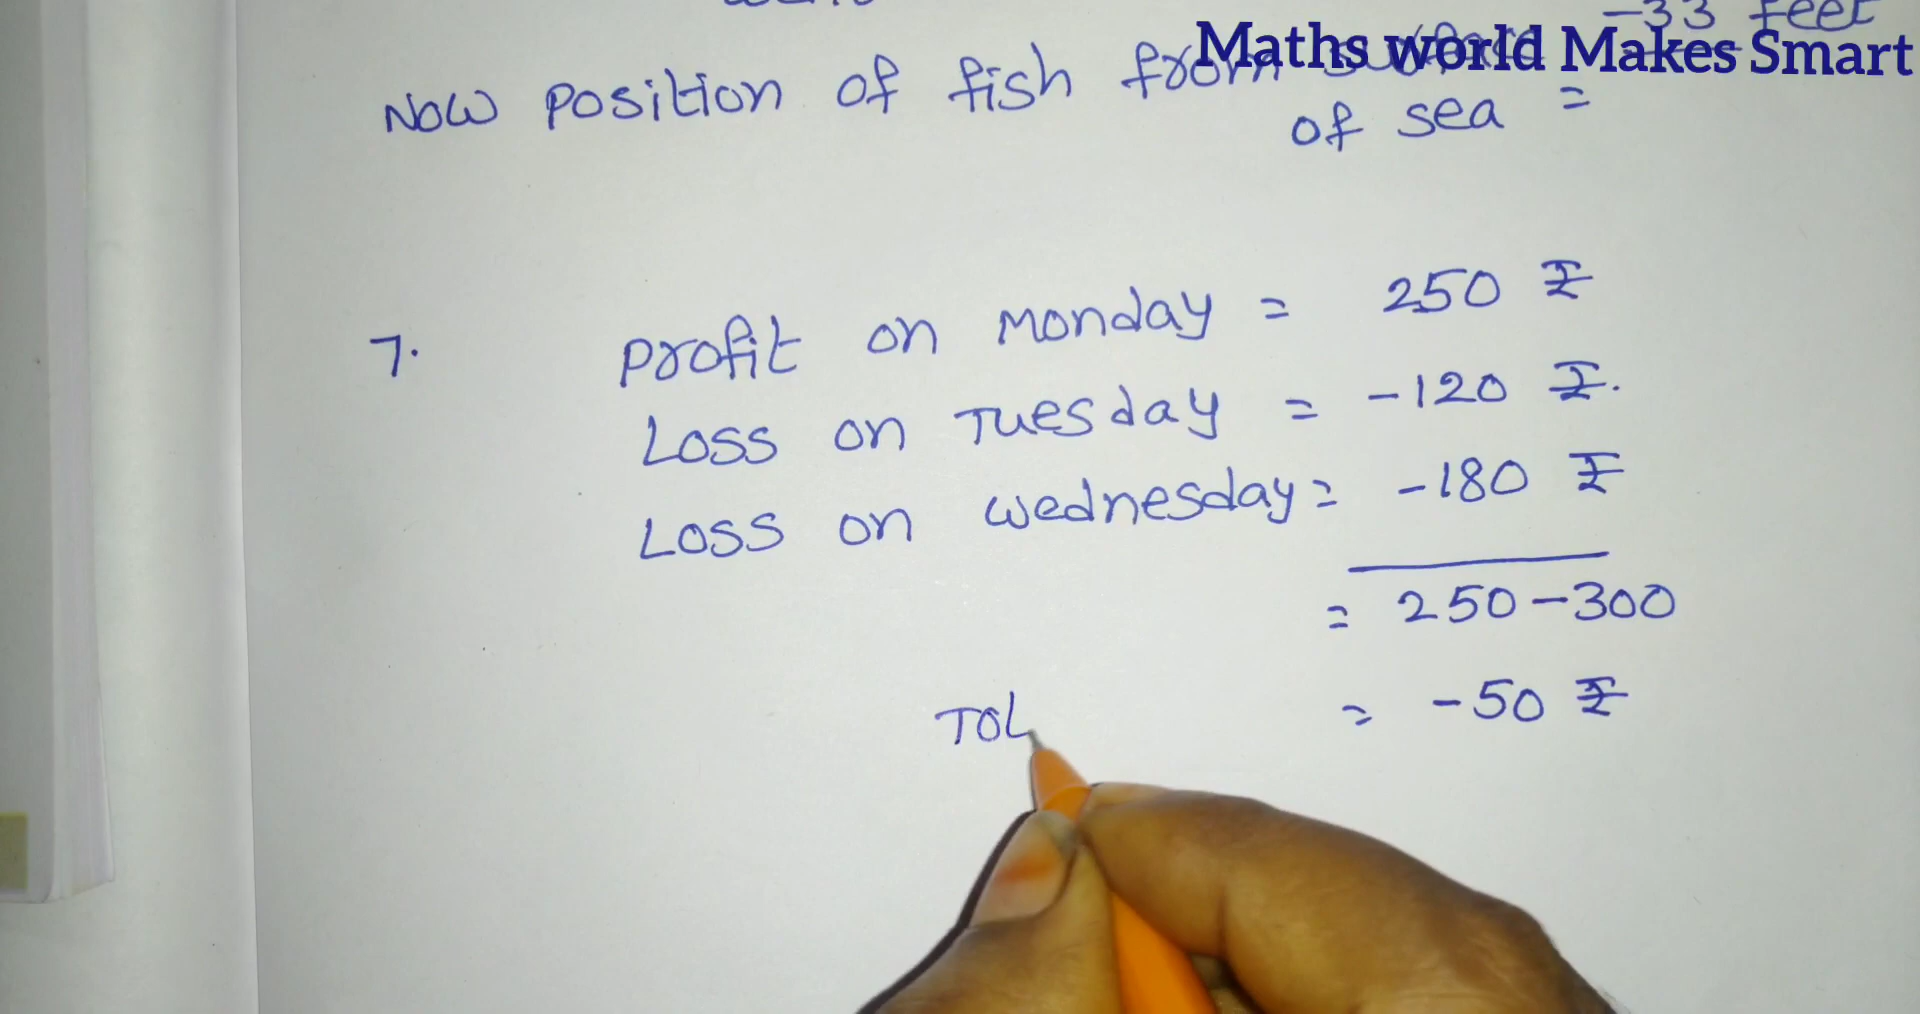 -33 feet
Maths world Makes Smart
Now position of fish from
of sea =
7. Profit on Monday = 250 ₹
Loss on Tuesday = -120 ₹.
Loss on wednesday = -180 ₹
= 250-300
= -50 ₹
Tot